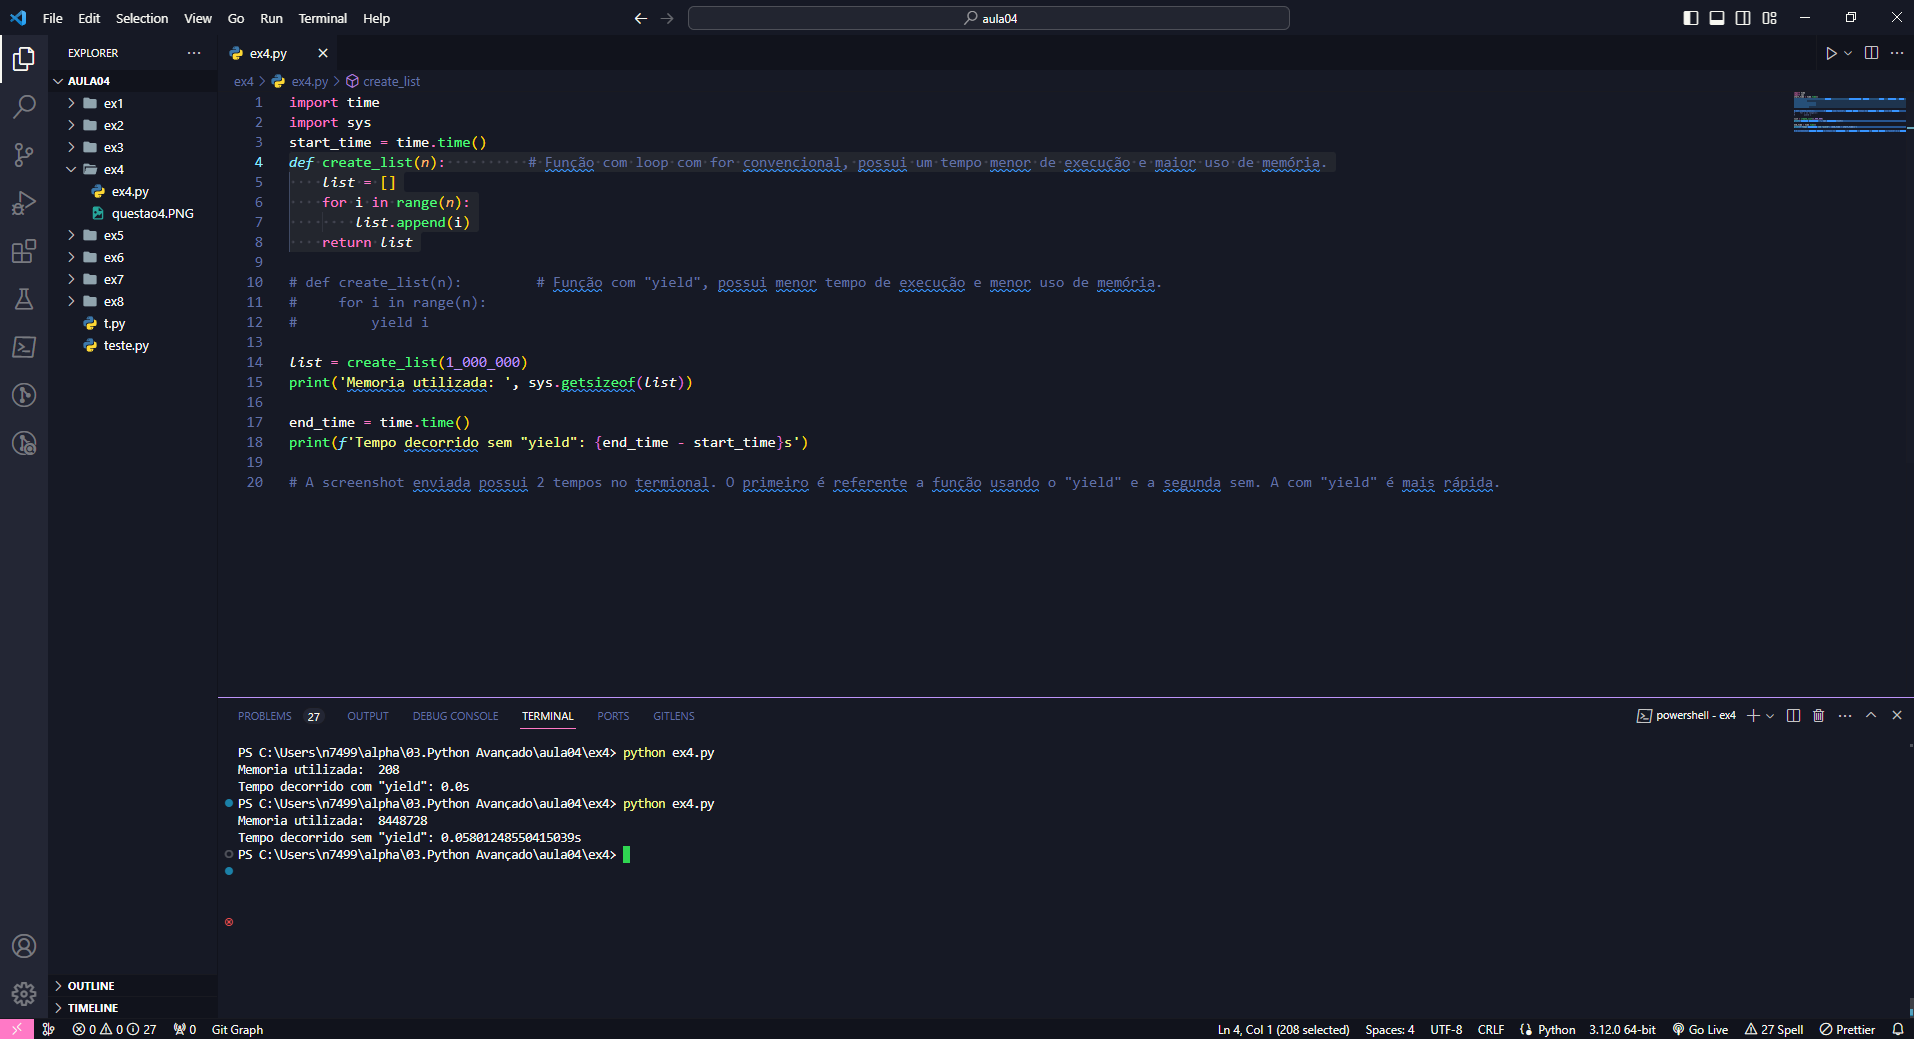 File Edit Selection View Go Run Terminal Help
aula04
EXPLORER
AULA04
ex1
ex2
ex3
ex4
ex4.py
questao4.PNG
ex5
ex6
ex7
ex8
t.py
teste.py
OUTLINE
TIMELINE
ex4.py
ex4 > ex4.py > create_list
1 import time
2 import sys
3 start_time = time.time()
4 def create_list(n): # Função com loop com for convencional, possui um tempo menor de execução e maior uso de memória.
5 list = []
6 for i in range(n):
7 list.append(i)
8 return list
9
10 # def create_list(n): # Função com "yield", possui menor tempo de execução e menor uso de memória.
11 # for i in range(n):
12 # yield i
13
14 list = create_list(1_000_000)
15 print('Memoria utilizada: ', sys.getsizeof(list))
16
17 end_time = time.time()
18 print(f'Tempo decorrido sem "yield": {end_time - start_time}s')
19
20 # A screenshot enviada possui 2 tempos no termional. O primeiro é referente a função usando o "yield" e a segunda sem. A com "yield" é mais rápida.
PROBLEMS 27 OUTPUT DEBUG CONSOLE TERMINAL PORTS GITLENS
powershell - ex4
PS C:\Users\n7499\alpha\03.Python Avançado\aula04\ex4> python ex4.py
Memoria utilizada:  208
Tempo decorrido com "yield": 0.0s
PS C:\Users\n7499\alpha\03.Python Avançado\aula04\ex4> python ex4.py
Memoria utilizada:  8448728
Tempo decorrido sem "yield": 0.05801248550415039s
PS C:\Users\n7499\alpha\03.Python Avançado\aula04\ex4>
0 0 27 0 Git Graph
Ln 4, Col 1 (208 selected) Spaces: 4 UTF-8 CRLF Python 3.12.0 64-bit Go Live 27 Spell Prettier